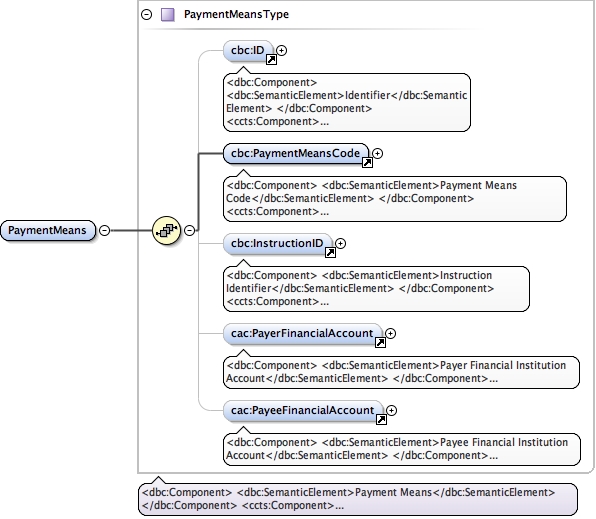 PaymentMeansType
cbc:ID
<dbc:Component>
<dbc:SemanticElement>Identifier</dbc:Semantic
Element> </dbc:Component>
<ccts:Component>...
cbc:PaymentMeansCode
<dbc:Component> <dbc:SemanticElement>Payment Means
Code</dbc:SemanticElement> </dbc:Component>
<ccts:Component>...
PaymentMeans
cbc:InstructionID
<dbc:Component> <dbc:SemanticElement>Instruction
Identifier</dbc:SemanticElement> </dbc:Component>
<ccts:Component>...
cac:PayerFinancialAccount
<dbc:Component> <dbc:SemanticElement>Payer Financial Institution
Account</dbc:SemanticElement> </dbc:Component>...
cac:PayeeFinancialAccount
<dbc:Component> <dbc:SemanticElement>Payee Financial Institution
Account</dbc:SemanticElement> </dbc:Component>...
<dbc:Component> <dbc:SemanticElement>Payment Means</dbc:SemanticElement>
</dbc:Component> <ccts:Component>...